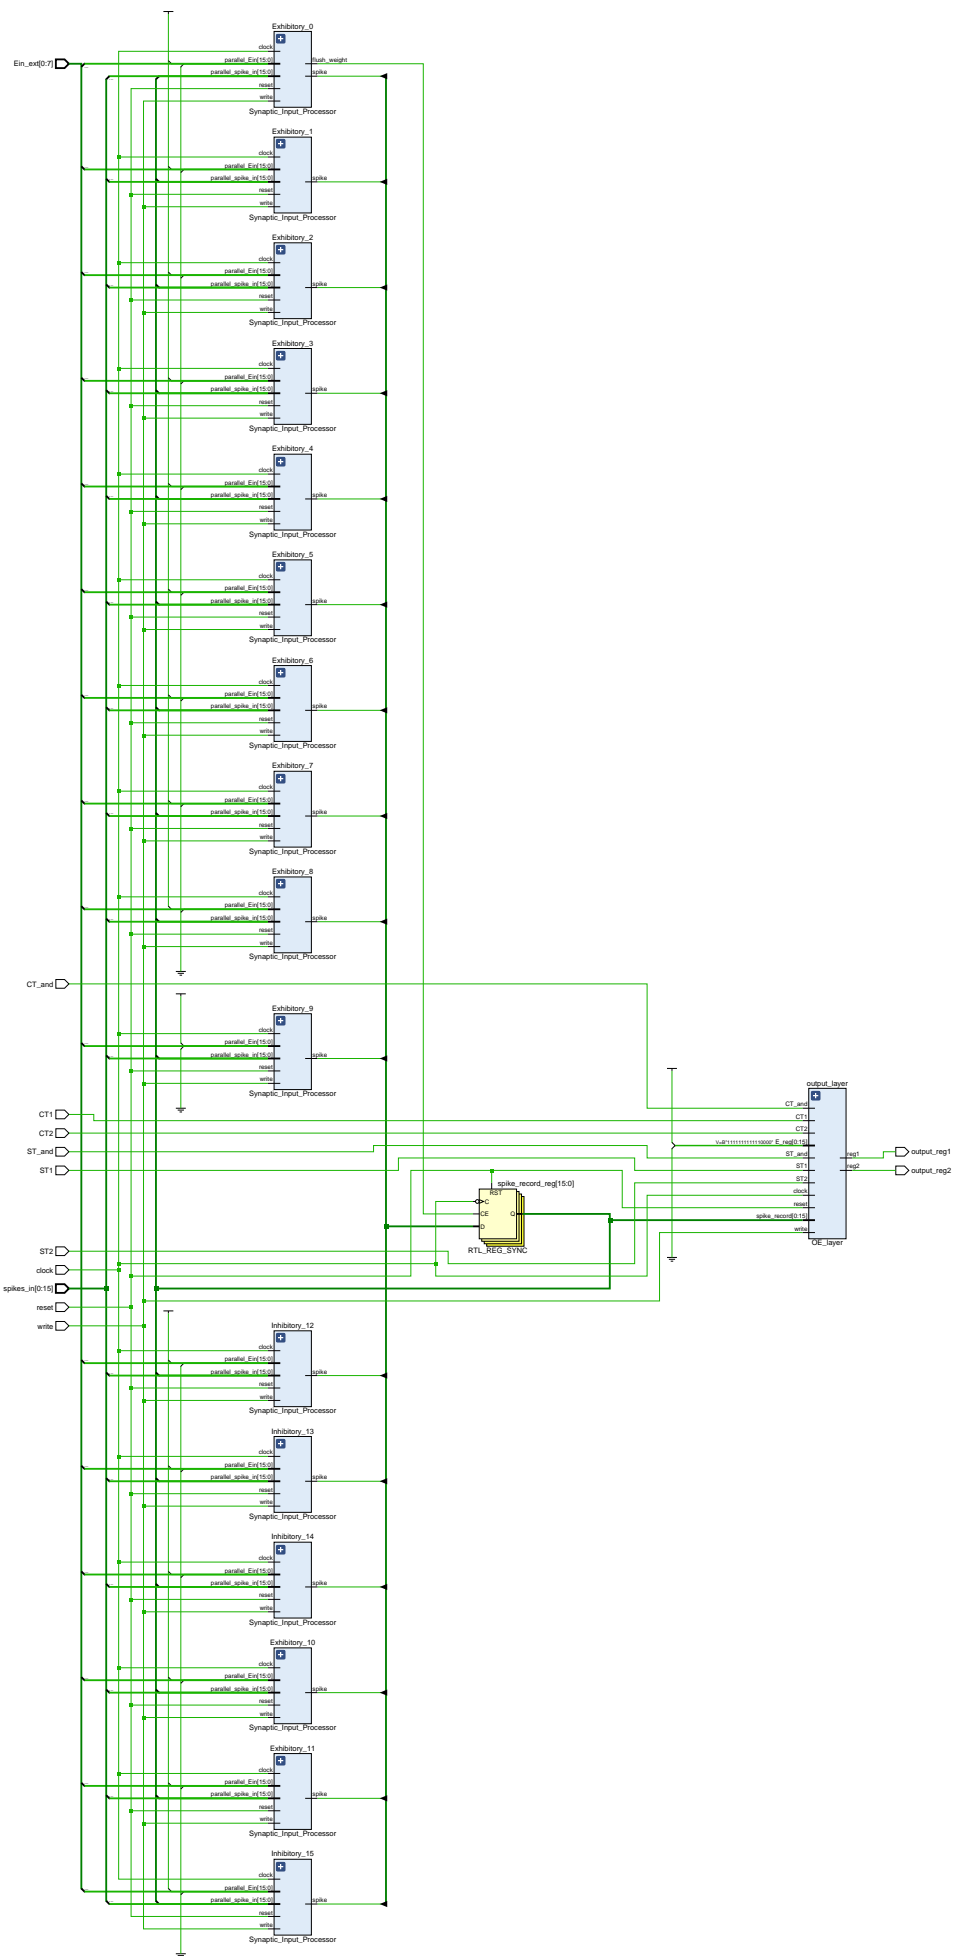 Exhibitory_0
clock
Ein_ext[0:7]
parallel_Ein[15:0]
flush_weight
parallel_spike_in[15:0]
spike
reset
write
Synaptic_Input_Processor
Exhibitory_1
clock
parallel_Ein[15:0]
parallel_spike_in[15:0]
spike
reset
write
Synaptic_Input_Processor
Exhibitory_2
clock
parallel_Ein[15:0]
parallel_spike_in[15:0]
spike
reset
write
Synaptic_Input_Processor
Exhibitory_3
clock
parallel_Ein[15:0]
parallel_spike_in[15:0]
spike
reset
write
Synaptic_Input_Processor
Exhibitory_4
clock
parallel_Ein[15:0]
parallel_spike_in[15:0]
spike
reset
write
Synaptic_Input_Processor
Exhibitory_5
clock
parallel_Ein[15:0]
parallel_spike_in[15:0]
spike
reset
write
Synaptic_Input_Processor
Exhibitory_6
clock
parallel_Ein[15:0]
parallel_spike_in[15:0]
spike
reset
write
Synaptic_Input_Processor
Exhibitory_7
clock
parallel_Ein[15:0]
parallel_spike_in[15:0]
spike
reset
write
Synaptic_Input_Processor
Exhibitory_8
clock
parallel_Ein[15:0]
parallel_spike_in[15:0]
spike
reset
write
Synaptic_Input_Processor
CT_and
Exhibitory_9
clock
parallel_Ein[15:0]
parallel_spike_in[15:0]
spike
reset
write
Synaptic_Input_Processor
CT1
CT2
ST_and
ST1
ST2
clock
spikes_in[0:15]
reset
write
spike_record_reg[15:0]
RST
C
CE
D
Q
RTL_REG_SYNC
output_layer
CT_and
CT1
CT2
E_reg[0:15]
ST_and
ST1
ST2
clock
reset
spike_record[0:15]
write
reg1
reg2
OE_layer
output_reg1
output_reg2
Inhibitory_12
clock
parallel_Ein[15:0]
parallel_spike_in[15:0]
spike
reset
write
Synaptic_Input_Processor
Inhibitory_13
clock
parallel_Ein[15:0]
parallel_spike_in[15:0]
spike
reset
write
Synaptic_Input_Processor
Inhibitory_14
clock
parallel_Ein[15:0]
parallel_spike_in[15:0]
spike
reset
write
Synaptic_Input_Processor
Exhibitory_10
clock
parallel_Ein[15:0]
parallel_spike_in[15:0]
spike
reset
write
Synaptic_Input_Processor
Exhibitory_11
clock
parallel_Ein[15:0]
parallel_spike_in[15:0]
spike
reset
write
Synaptic_Input_Processor
Inhibitory_15
clock
parallel_Ein[15:0]
parallel_spike_in[15:0]
spike
reset
write
Synaptic_Input_Processor